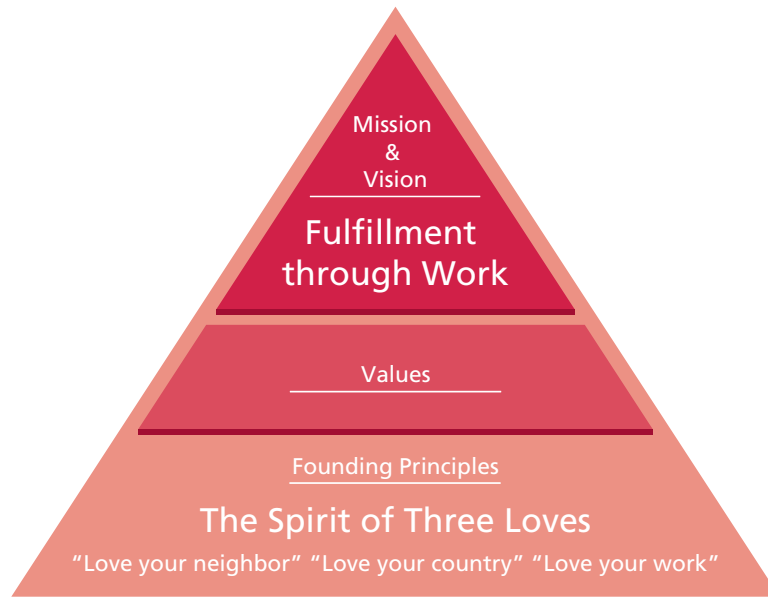 Mission
&
Vision
Fulfillment
through Work
Values
Founding Principles
The Spirit of Three Loves
“Love your neighbor” “Love your country” “Love your work”